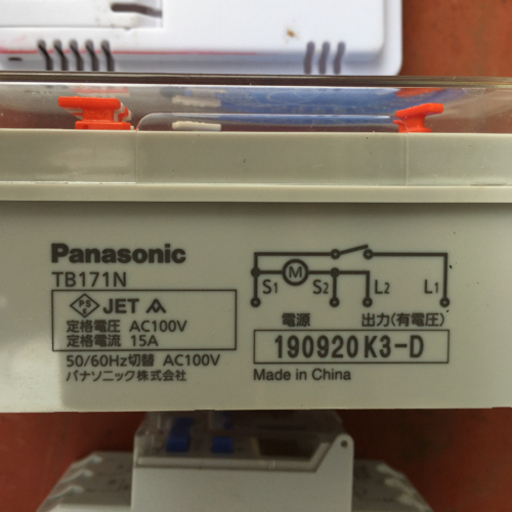 Panasonic
TB171N
PS E JET
定格電圧 AC100V
定格電流 15A
50/60Hz切替 AC100V
パナソニック株式会社
M
S1 S2 L2 L1
電源 出力(有電圧)
190920K3-D
Made in China